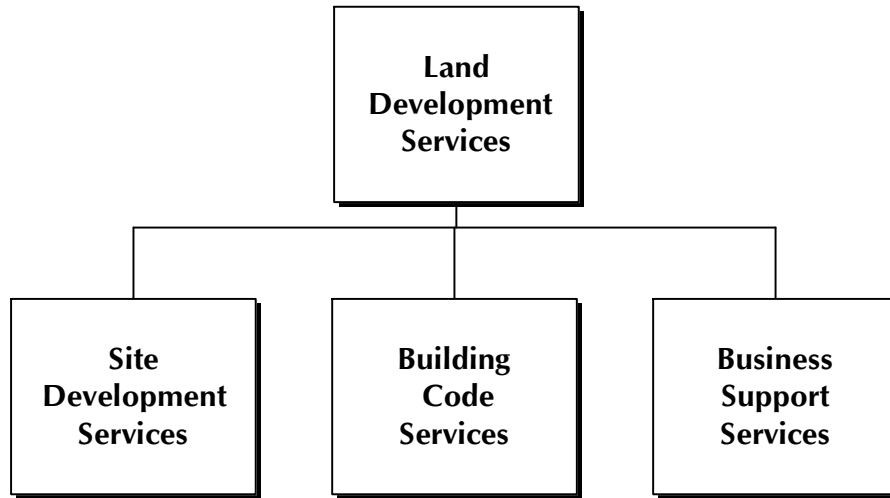 Land
Development
Services
Site
Development
Services
Building
Code
Services
Business
Support
Services